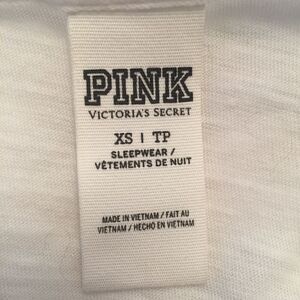 PINK
VICTORIA'S SECRET
XS | TP
SLEEPWEAR /
VÊTEMENTS DE NUIT
MADE IN VIETNAM / FAIT AU
VIETNAM / HECHO EN VIETNAM